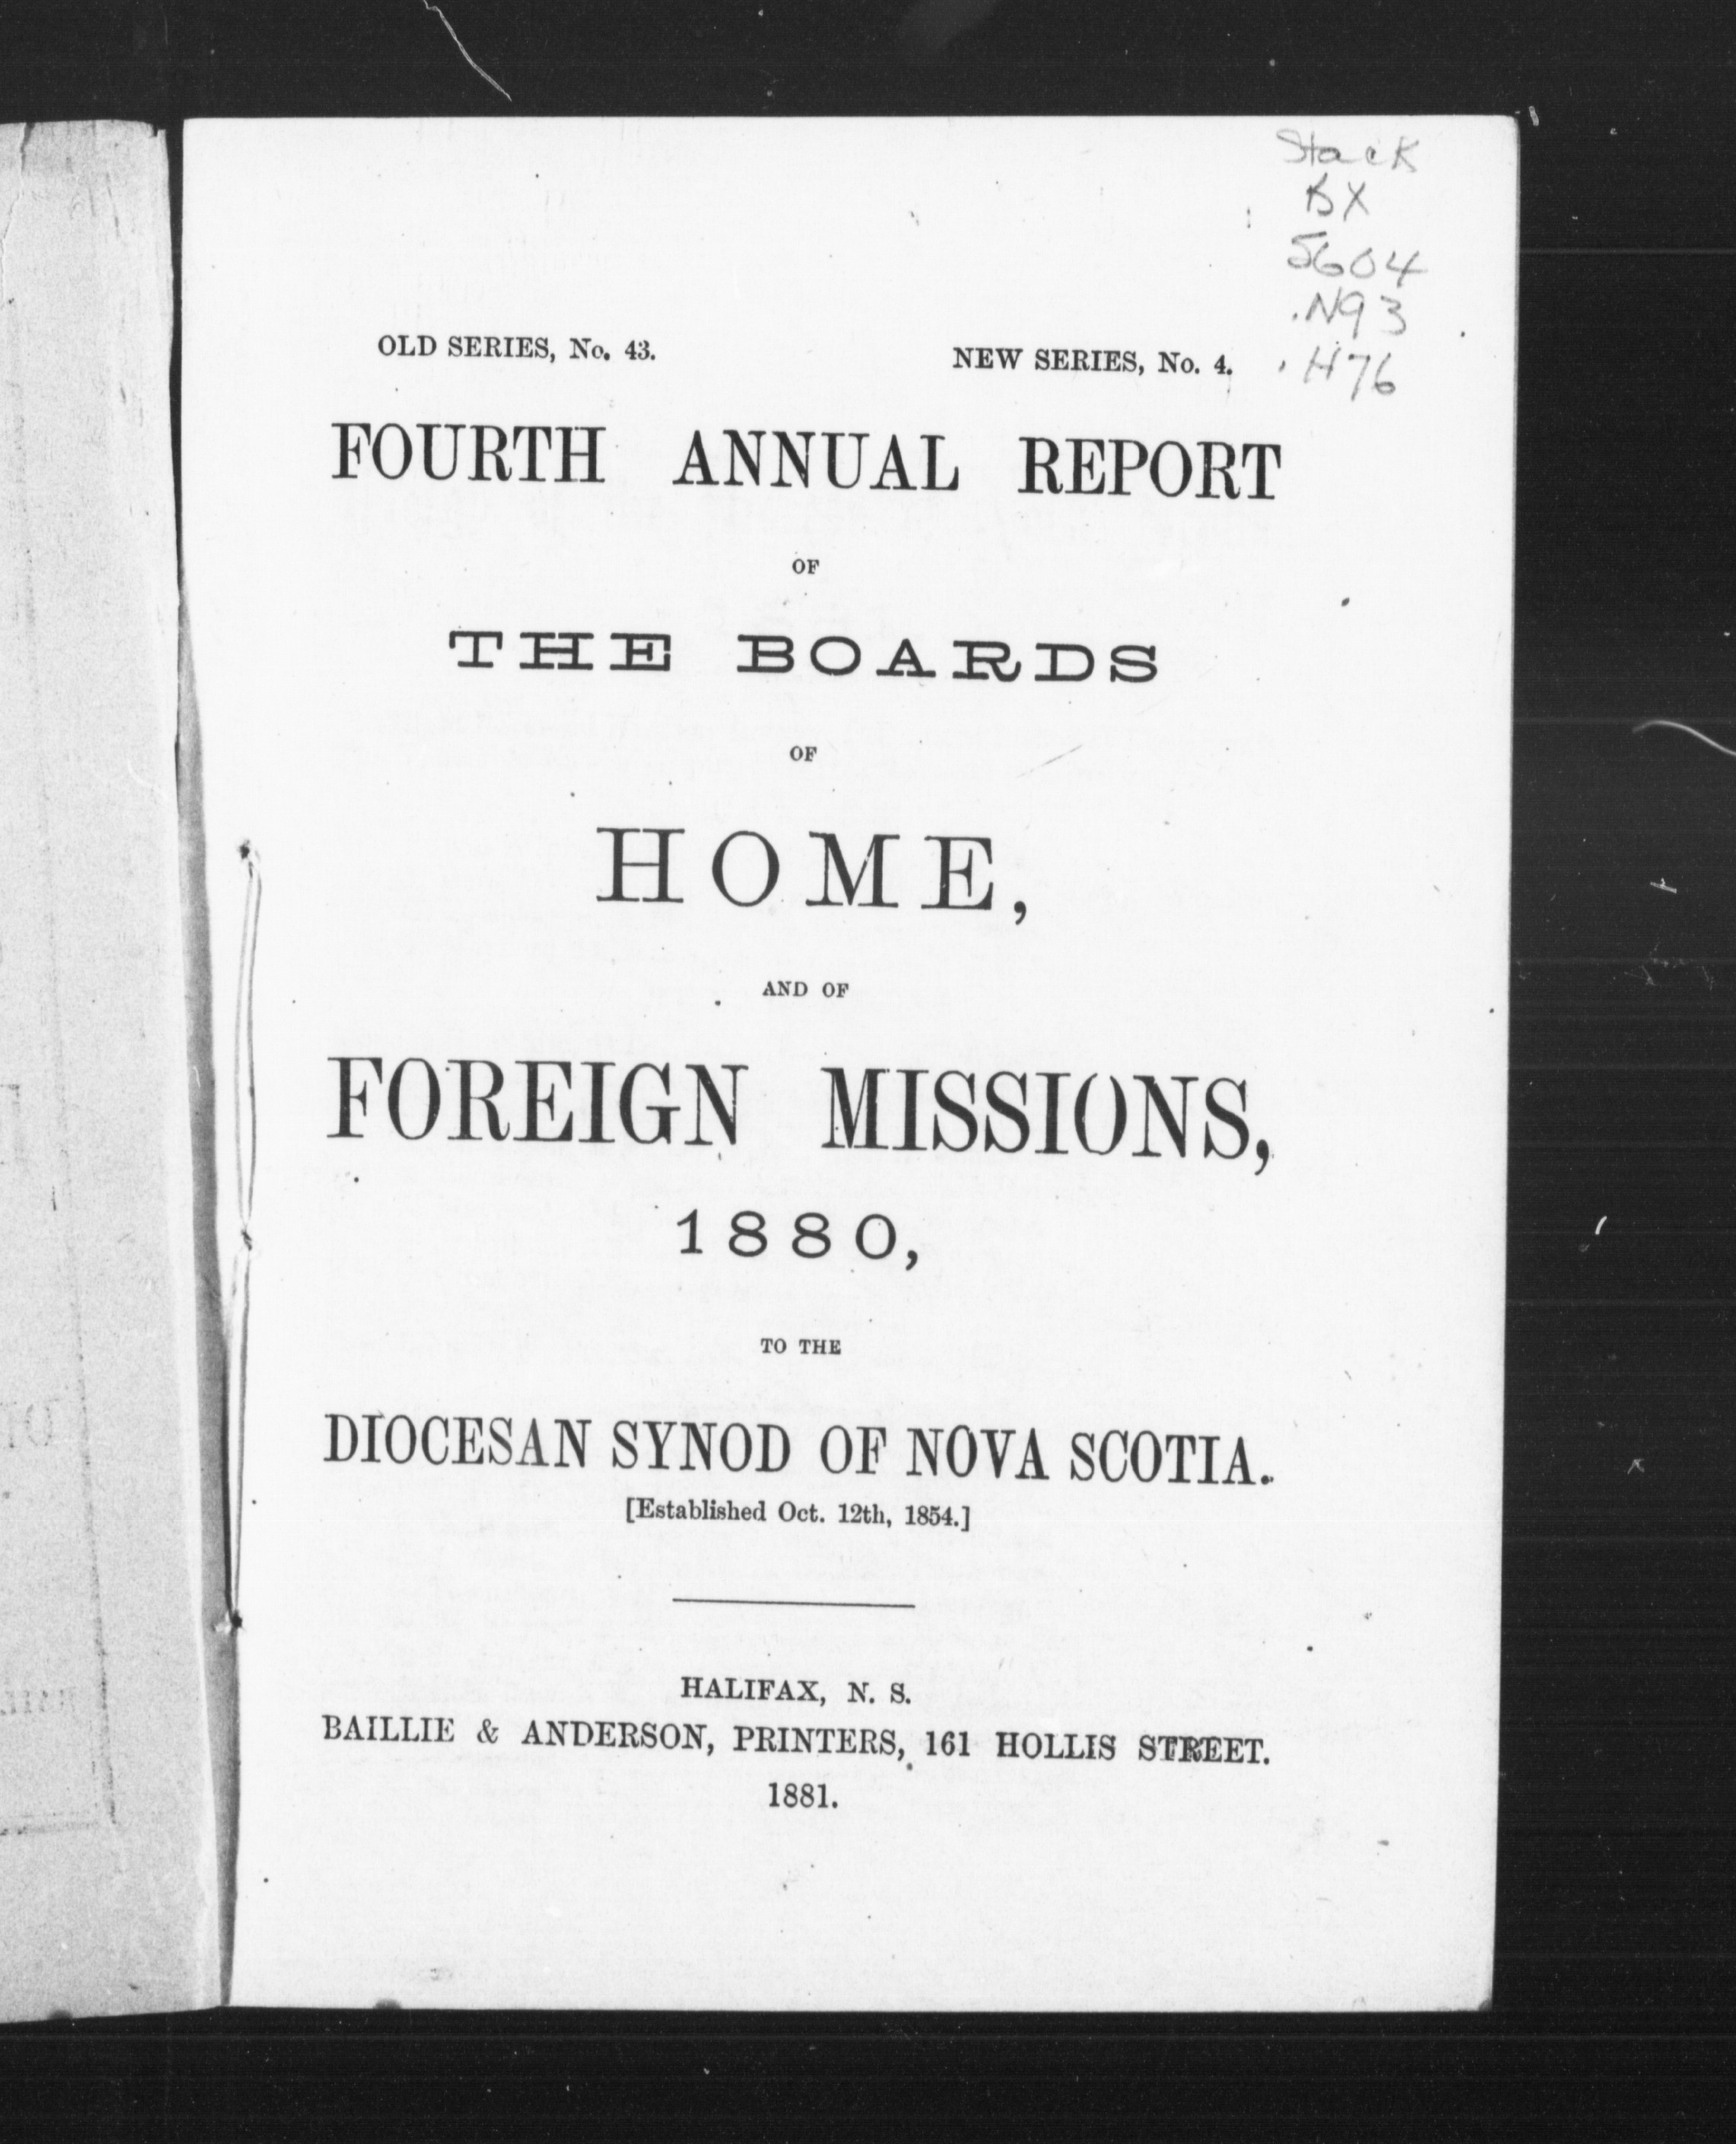 Stack
BX
5604
.N93
.H76
OLD SERIES, No. 43. NEW SERIES, No. 4.
FOURTH ANNUAL REPORT
OF
THE BOARDS
OF
HOME,
AND OF
FOREIGN MISSIONS,
1880,
TO THE
DIOCESAN SYNOD OF NOVA SCOTIA.
[Established Oct. 12th, 1854.]
HALIFAX, N. S.
BAILLIE & ANDERSON, PRINTERS, 161 HOLLIS STREET.
1881.